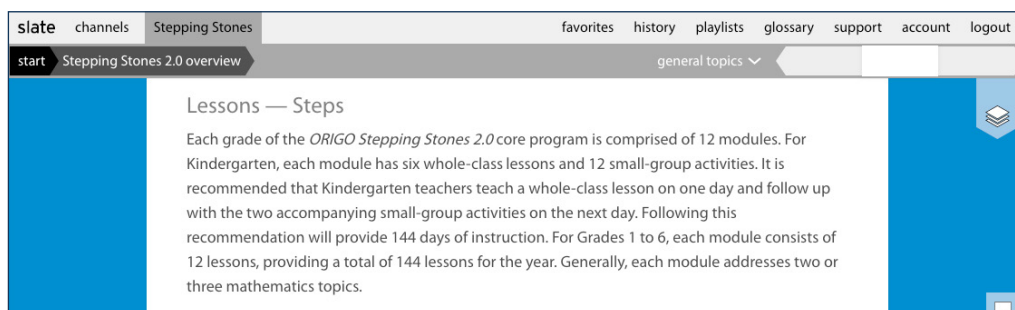 slate channels Stepping Stones favorites history playlists glossary support account logout
start Stepping Stones 2.0 overview general topics
Lessons — Steps
Each grade of the ORIGO Stepping Stones 2.0 core program is comprised of 12 modules. For
Kindergarten, each module has six whole-class lessons and 12 small-group activities. It is
recommended that Kindergarten teachers teach a whole-class lesson on one day and follow up
with the two accompanying small-group activities on the next day. Following this
recommendation will provide 144 days of instruction. For Grades 1 to 6, each module consists of
12 lessons, providing a total of 144 lessons for the year. Generally, each module addresses two or
three mathematics topics.